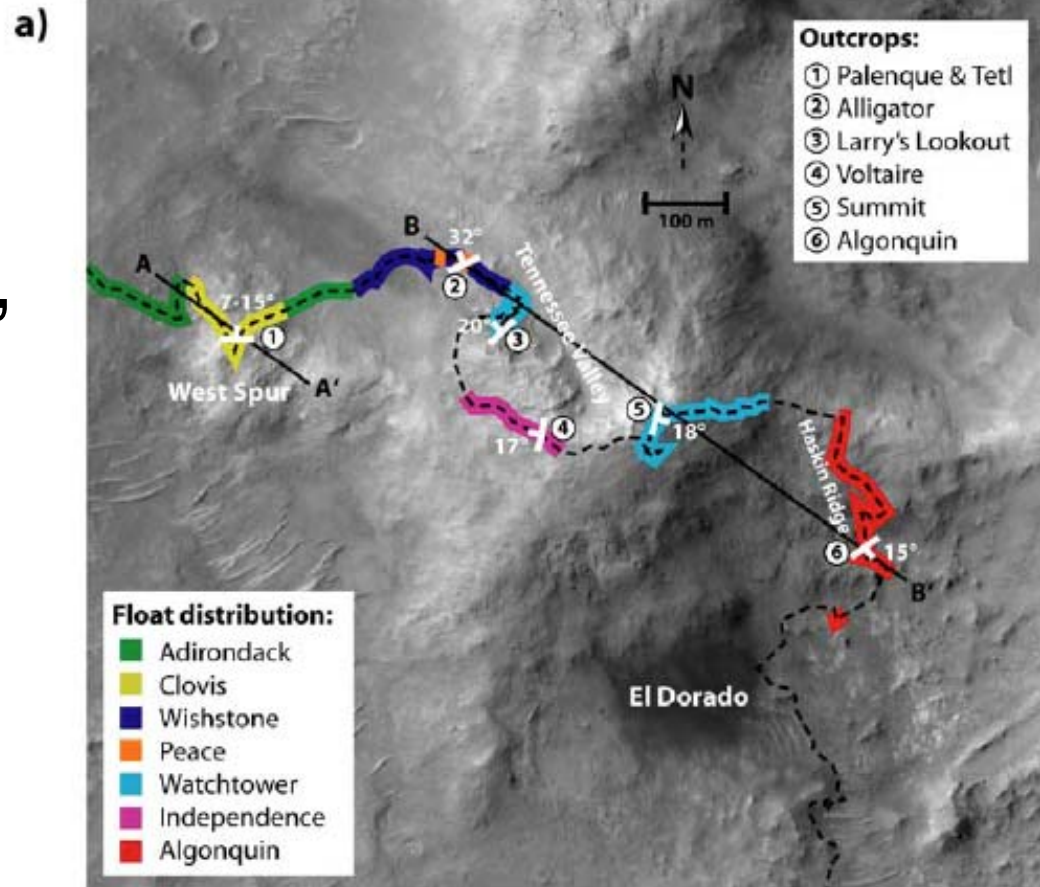 a)
Outcrops:
① Palenque & Tetl
② Alligator
③ Larry's Lookout
④ Voltaire
⑤ Summit
⑥ Algonquin
N
100 m
B
32°
②
A
7-15°
①
West Spur
A'
Tennessee Valley
20°
③
④
17°
⑤
18°
Haskin Ridge
⑥
15°
B'
El Dorado
Float distribution:
Adirondack
Clovis
Wishstone
Peace
Watchtower
Independence
Algonquin
,